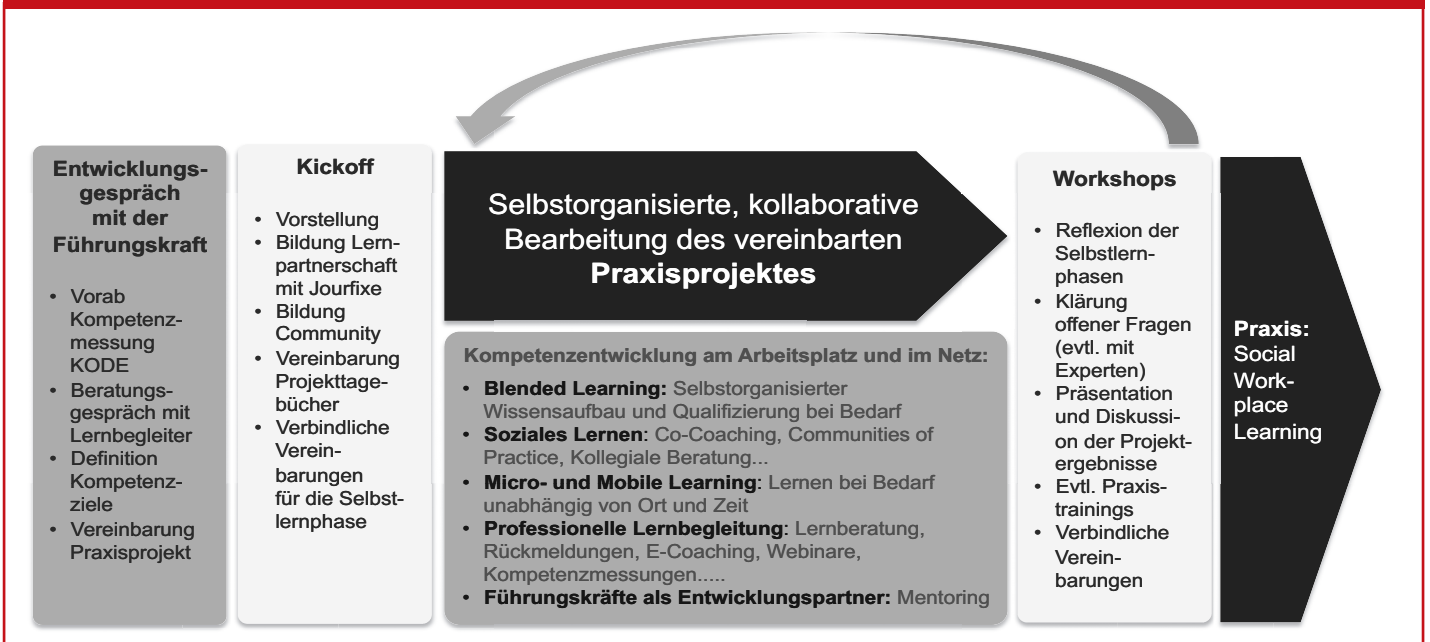 Entwicklungs-
gespräch
mit der
Führungskraft
• Vorab
Kompetenz-
messung
KODE
• Beratungs-
gespräch mit
Lernbegleiter
• Definition
Kompetenz-
ziele
• Vereinbarung
Praxisprojekt
Kickoff
• Vorstellung
• Bildung Lern-
partnerschaft
mit Jourfixe
• Bildung
Community
• Vereinbarung
Projekttage-
bücher
• Verbindliche
Verein-
barungen
für die Selbst-
lernphase
Selbstorganisierte, kollaborative
Bearbeitung des vereinbarten
Praxisprojektes
Kompetenzentwicklung am Arbeitsplatz und im Netz:
• Blended Learning: Selbstorganisierter
Wissensaufbau und Qualifizierung bei Bedarf
• Soziales Lernen: Co-Coaching, Communities of
Practice, Kollegiale Beratung...
• Micro- und Mobile Learning: Lernen bei Bedarf
unabhängig von Ort und Zeit
• Professionelle Lernbegleitung: Lernberatung,
Rückmeldungen, E-Coaching, Webinare,
Kompetenzmessungen.....
• Führungskräfte als Entwicklungspartner: Mentoring
Workshops
• Reflexion der
Selbstlern-
phasen
• Klärung
offener Fragen
(evtl. mit
Experten)
• Präsentation
und Diskussi-
on der Projekt-
ergebnisse
• Evtl. Praxis-
trainings
• Verbindliche
Verein-
barungen
Praxis:
Social
Work-
place
Learning